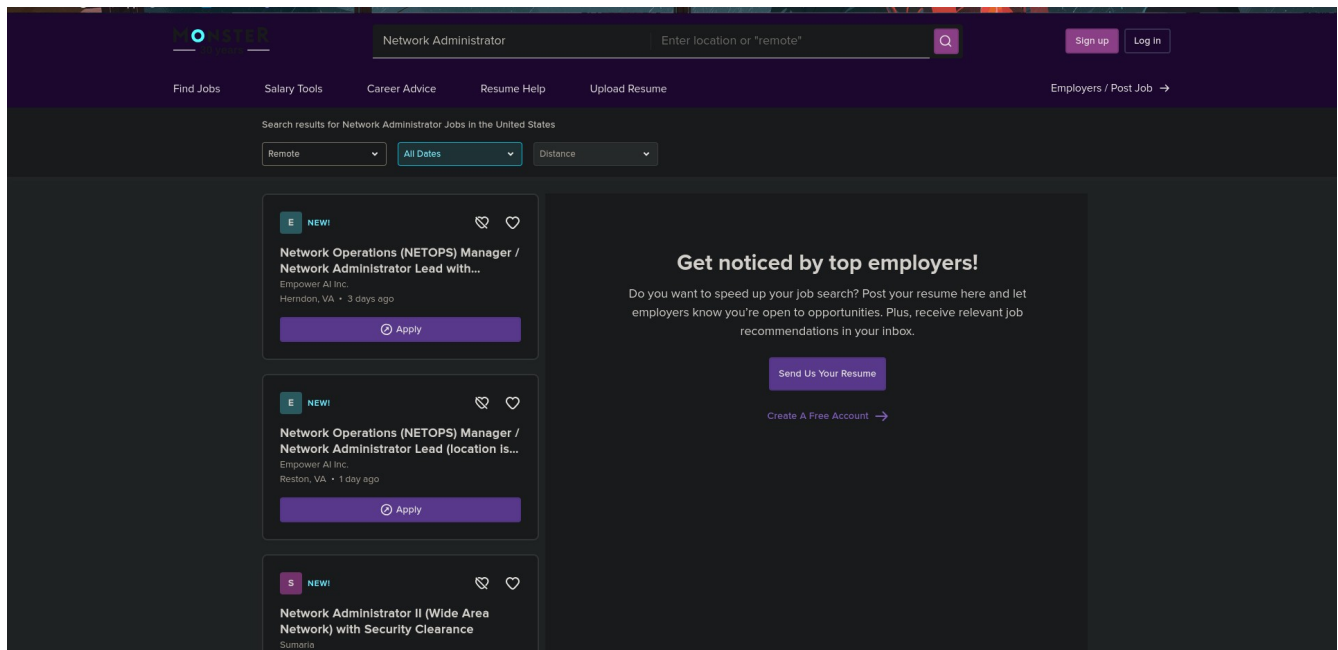 MONSTER
Network Administrator
Enter location or "remote"
Sign up
Log in
Find Jobs
Salary Tools
Career Advice
Resume Help
Upload Resume
Employers / Post Job →
Search results for Network Administrator Jobs in the United States
Remote
All Dates
Distance
E NEW!
Network Operations (NETOPS) Manager /
Network Administrator Lead with...
Empower AI Inc.
Herndon, VA • 3 days ago
Apply
E NEW!
Network Operations (NETOPS) Manager /
Network Administrator Lead (location is...
Empower AI Inc.
Reston, VA • 1 day ago
Apply
S NEW!
Network Administrator II (Wide Area
Network) with Security Clearance
Sumaria
Get noticed by top employers!
Do you want to speed up your job search? Post your resume here and let
employers know you're open to opportunities. Plus, receive relevant job
recommendations in your inbox.
Send Us Your Resume
Create A Free Account →